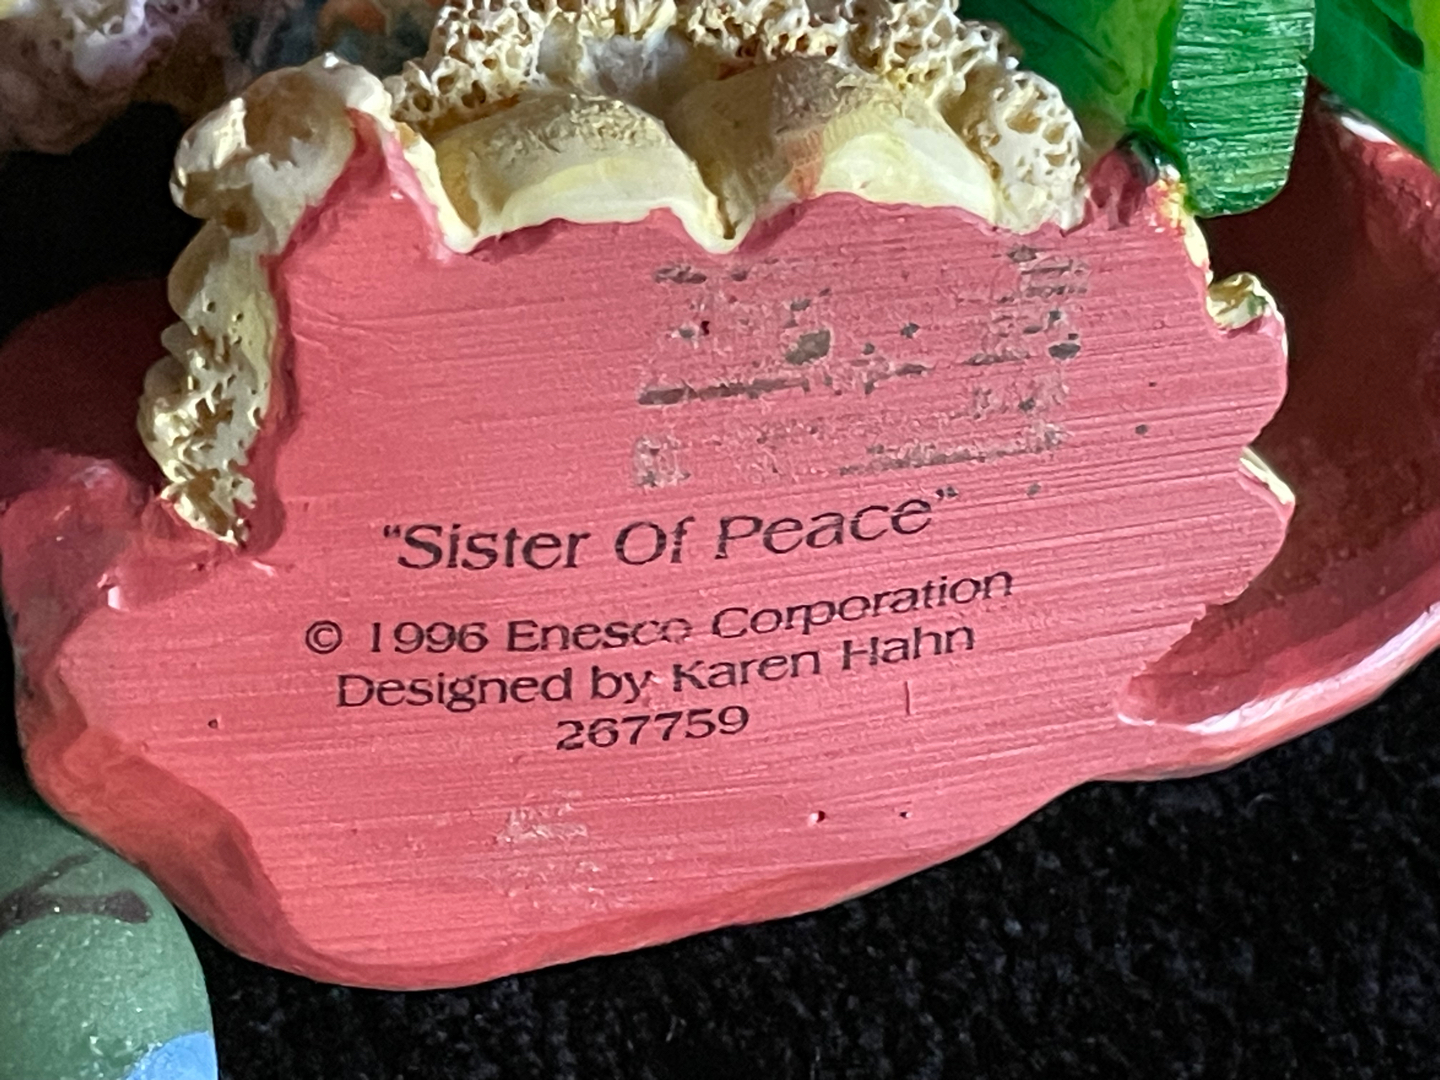 “Sister Of Peace”
© 1996 Enesco Corporation
Designed by Karen Hahn
267759